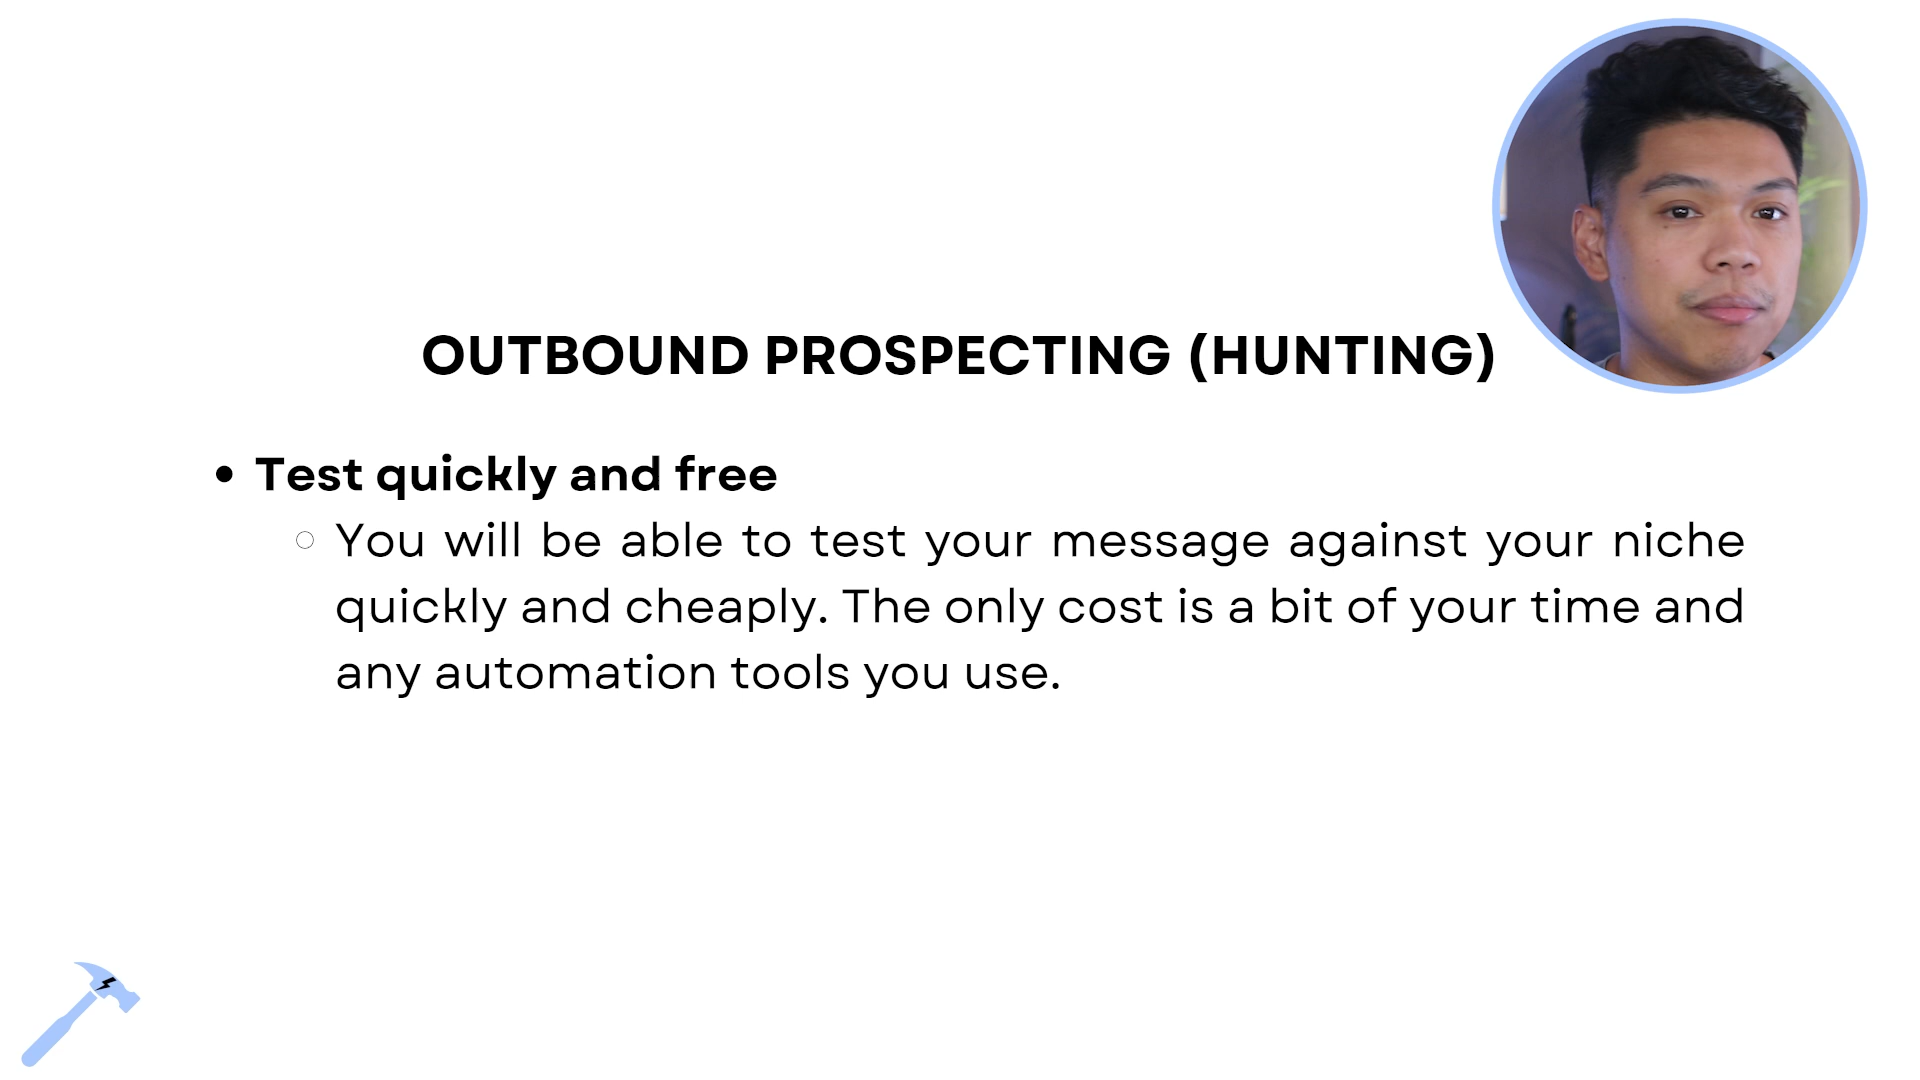 OUTBOUND PROSPECTING (HUNTING)
Test quickly and free
You will be able to test your message against your niche
quickly and cheaply. The only cost is a bit of your time and
any automation tools you use.